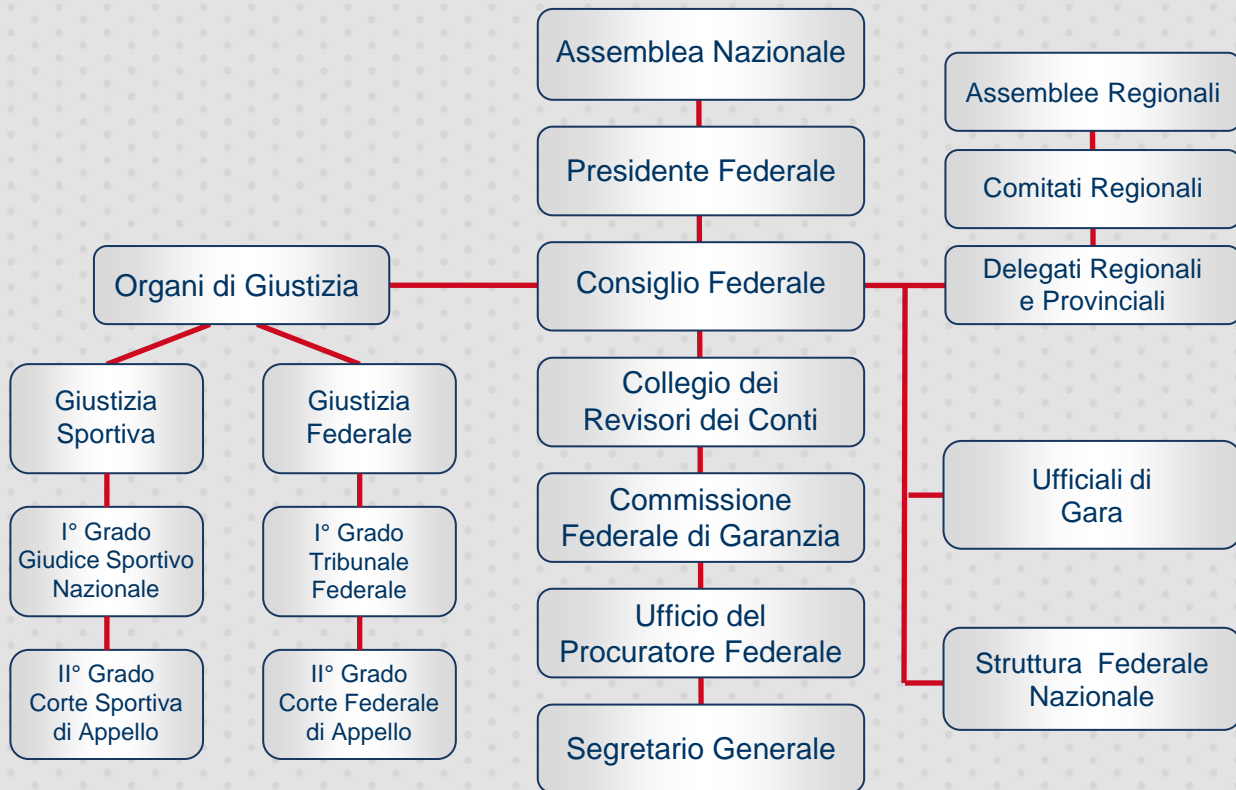 Assemblea Nazionale
Presidente Federale
Consiglio Federale
Collegio dei
Revisori dei Conti
Commissione
Federale di Garanzia
Ufficio del
Procuratore Federale
Segretario Generale
Organi di Giustizia
Giustizia
Sportiva
I° Grado
Giudice Sportivo
Nazionale
II° Grado
Corte Sportiva
di Appello
Giustizia
Federale
I° Grado
Tribunale
Federale
II° Grado
Corte Federale
di Appello
Assemblee Regionali
Comitati Regionali
Delegati Regionali
e Provinciali
Ufficiali di
Gara
Struttura Federale
Nazionale